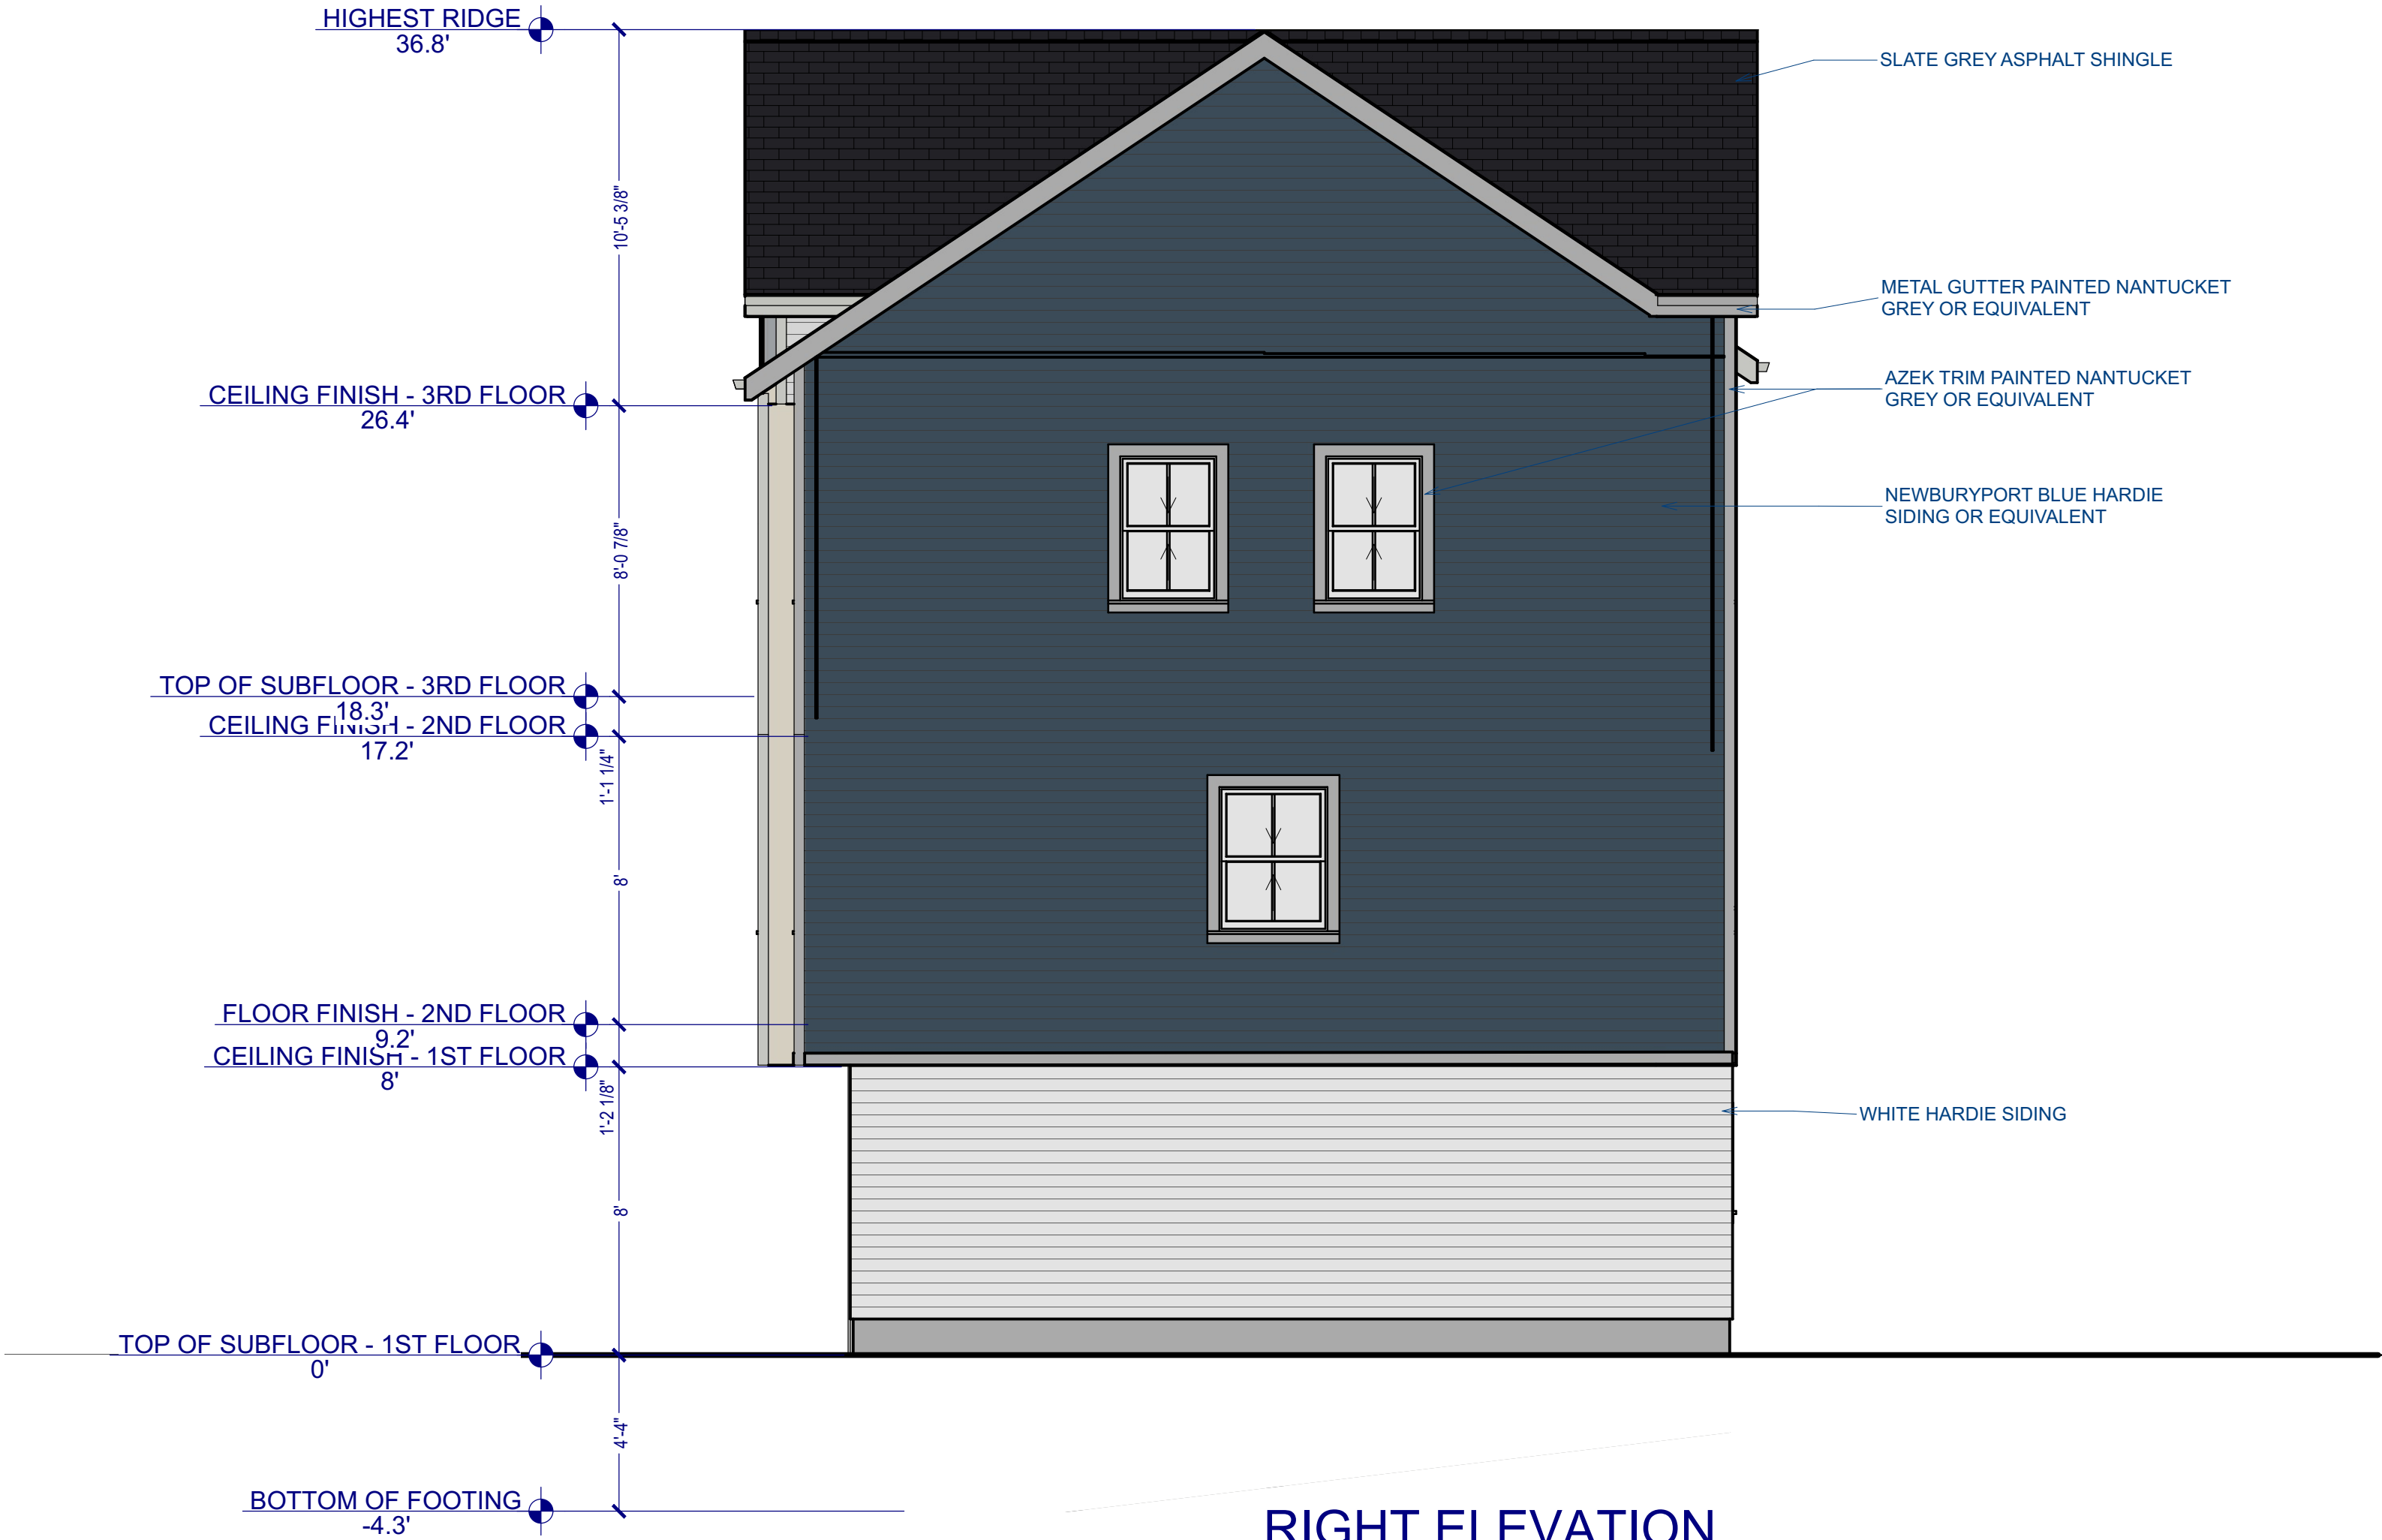 HIGHEST RIDGE
36.8'
SLATE GREY ASPHALT SHINGLE
10'-5 3/8"
METAL GUTTER PAINTED NANTUCKET
GREY OR EQUIVALENT
CEILING FINISH - 3RD FLOOR
26.4'
AZEK TRIM PAINTED NANTUCKET
GREY OR EQUIVALENT
NEWBURYPORT BLUE HARDIE
SIDING OR EQUIVALENT
8'-0 7/8"
TOP OF SUBFLOOR - 3RD FLOOR
18.3'
CEILING FINISH - 2ND FLOOR
17.2'
1'-1 1/4"
8'
FLOOR FINISH - 2ND FLOOR
9.2'
CEILING FINISH - 1ST FLOOR
8'
1'-2 1/8"
WHITE HARDIE SIDING
8'
TOP OF SUBFLOOR - 1ST FLOOR
0'
4'-4"
BOTTOM OF FOOTING
-4.3'
RIGHT ELEVATION